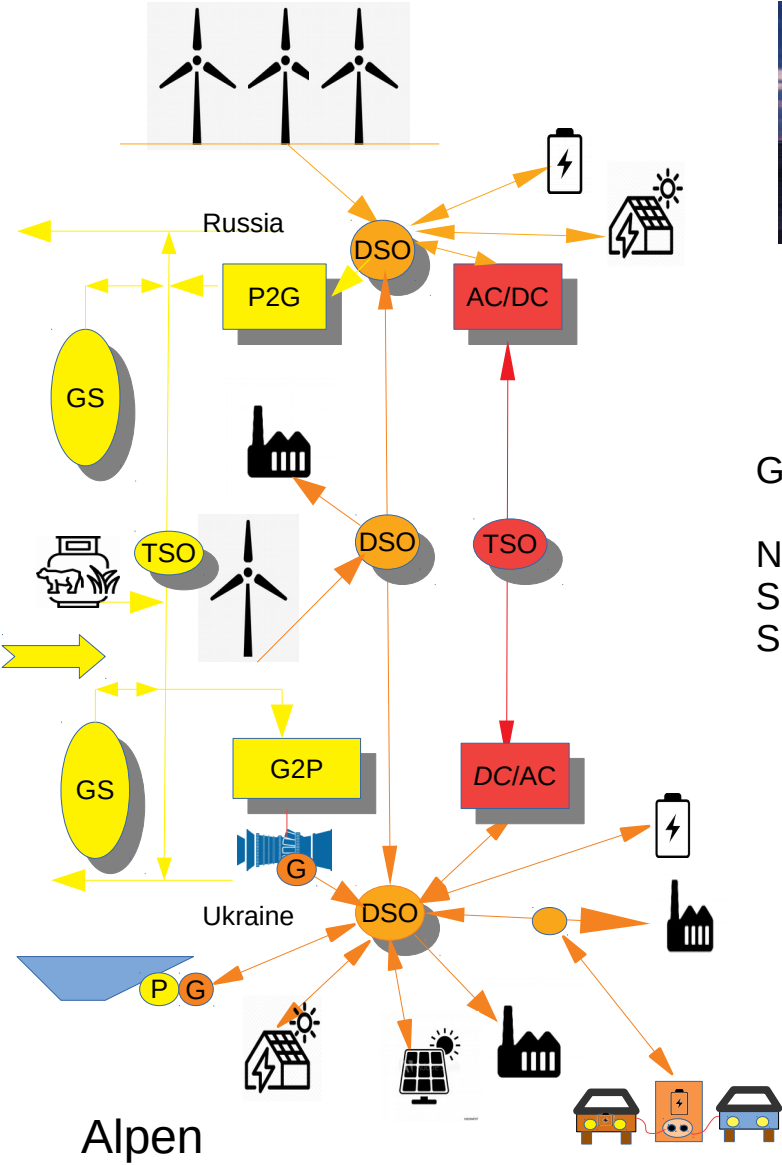 Russia
DSO
P2G
AC/DC
GS
G
DSO
TSO
TSO
N
S
S
GS
G2P
DC/AC
G
DSO
Ukraine
P
G
Alpen